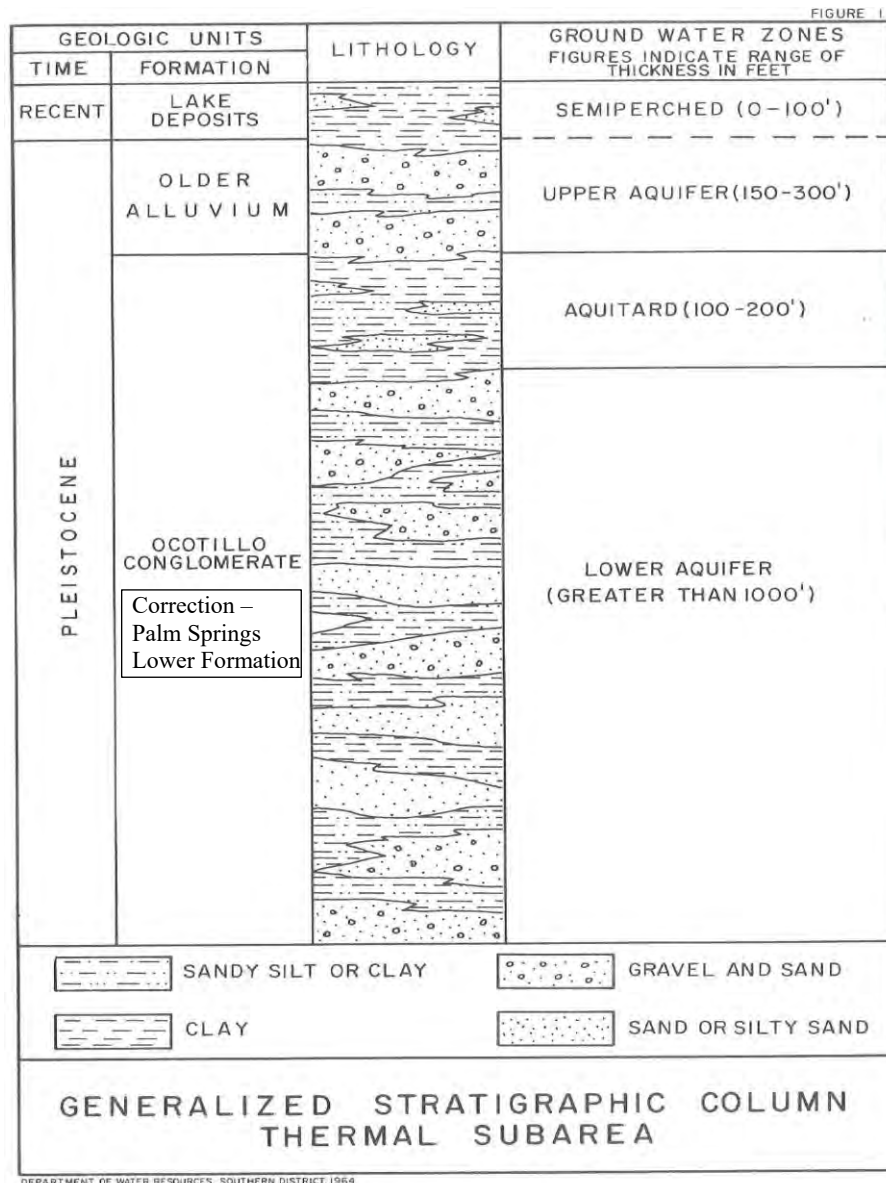 FIGURE 1
GEOLOGIC UNITS
TIME
FORMATION
LITHOLOGY
GROUND WATER ZONES
FIGURES INDICATE RANGE OF
THICKNESS IN FEET
RECENT
LAKE
DEPOSITS
SEMIPERCHED (0-100')
OLDER
ALLUVIUM
UPPER AQUIFER (150-300')
AQUITARD (100-200')
PLEISTOCENE
OCOTILLO
CONGLOMERATE
Correction –
Palm Springs
Lower Formation
LOWER AQUIFER
(GREATER THAN 1000')
SANDY SILT OR CLAY
GRAVEL AND SAND
CLAY
SAND OR SILTY SAND
GENERALIZED STRATIGRAPHIC COLUMN
THERMAL SUBAREA
DEPARTMENT OF WATER RESOURCES, SOUTHERN DISTRICT 1964